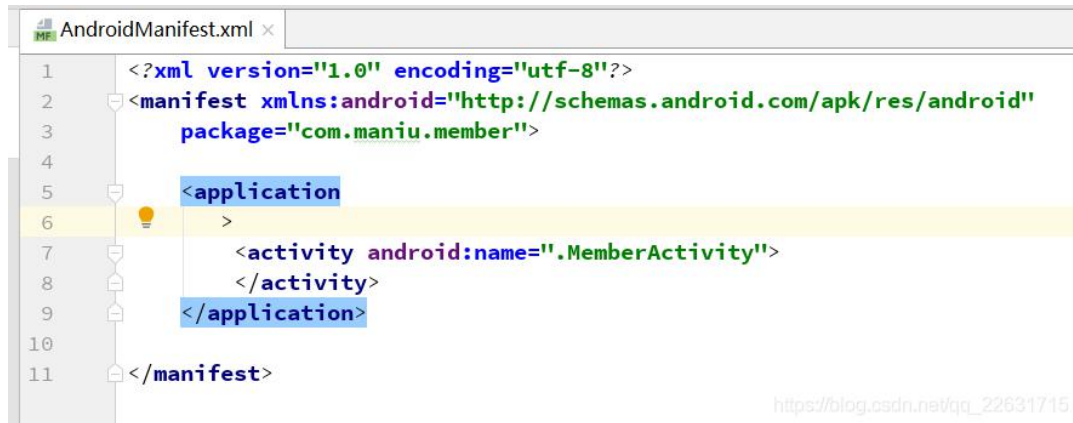 AndroidManifest.xml
1 <?xml version="1.0" encoding="utf-8"?>
2 <manifest xmlns:android="http://schemas.android.com/apk/res/android"
3 package="com.maniu.member">
4
5 <application
6 >
7 <activity android:name=".MemberActivity">
8 </activity>
9 </application>
10
11 </manifest>
https://blog.csdn.net/qq_22631715